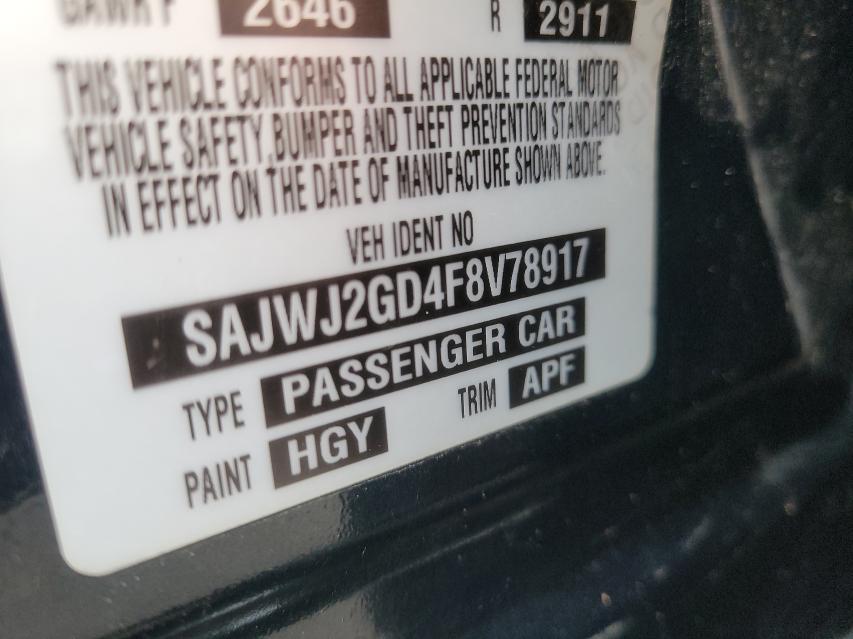 GAWR F 2646 R 2911
THIS VEHICLE CONFORMS TO ALL APPLICABLE FEDERAL MOTOR
VEHICLE SAFETY, BUMPER AND THEFT PREVENTION STANDARDS
IN EFFECT ON THE DATE OF MANUFACTURE SHOWN ABOVE.
VEH IDENT NO
SAJWJ2GD4F8V78917
TYPE PASSENGER CAR
PAINT HGY TRIM APF